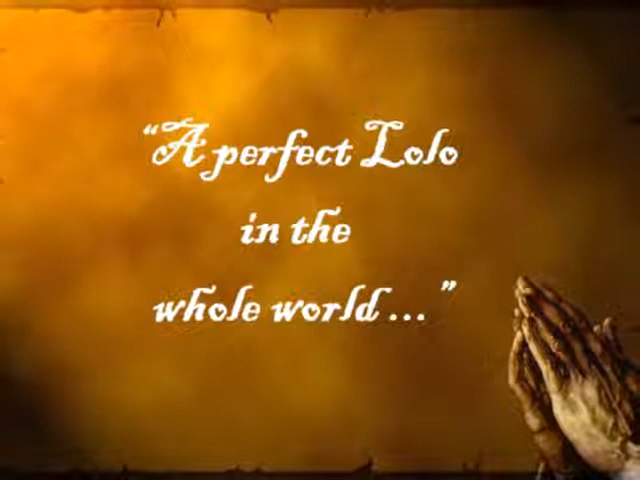 “A perfect Lolo
in the
whole world ... ”